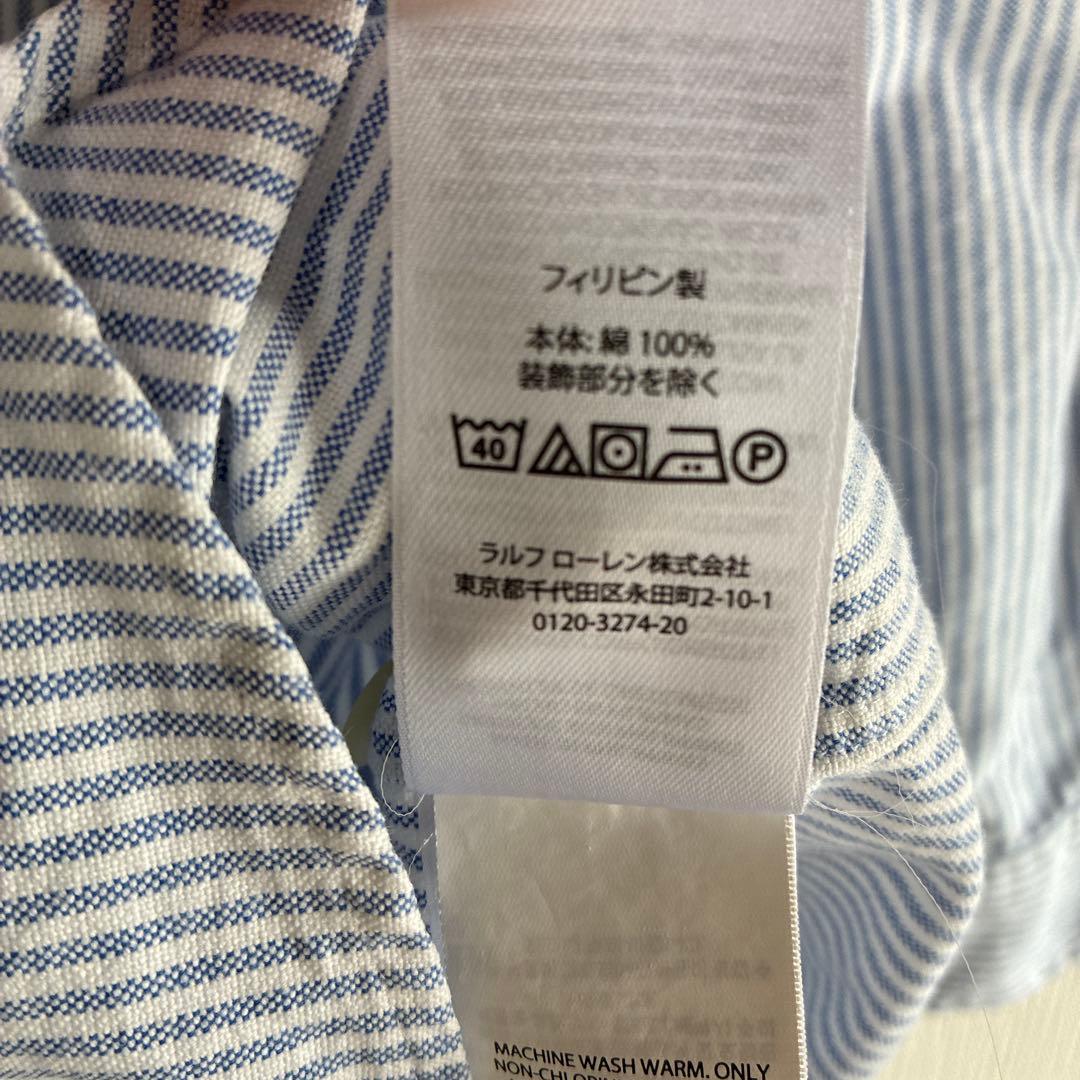 フィリピン製
本体: 綿 100%
装飾部分を除く
40 P
ラルフ ローレン株式会社
東京都千代田区永田町2-10-1
0120-3274-20
MACHINE WASH WARM. ONLY